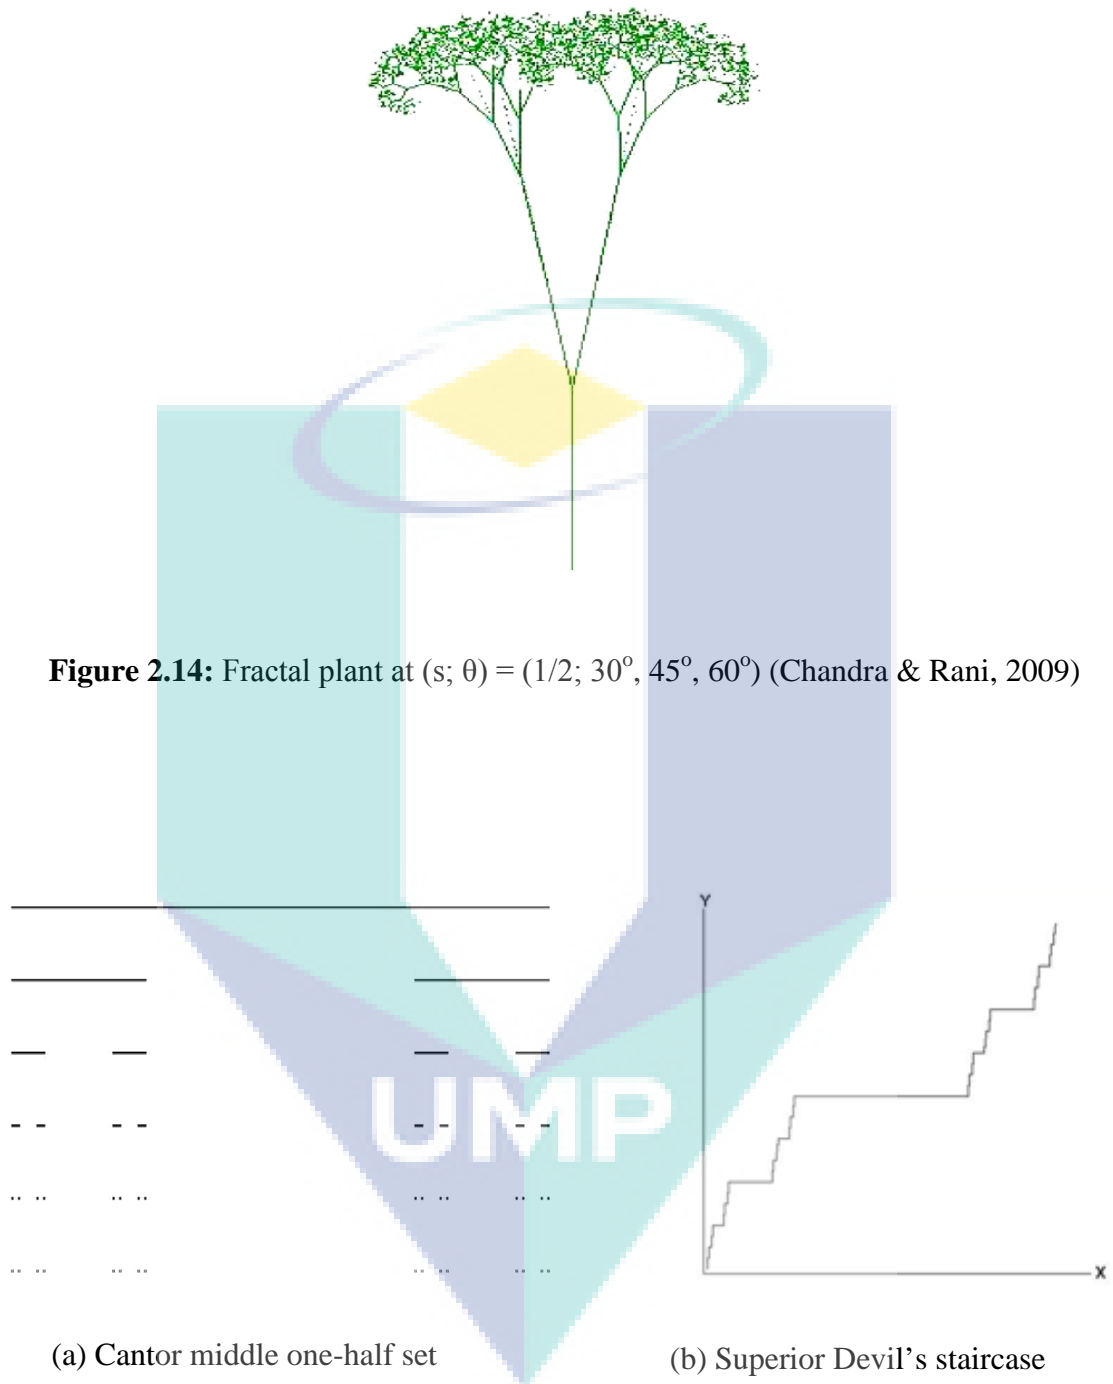 Figure 2.14: Fractal plant at (s; θ) = (1/2; 30°, 45°, 60°) (Chandra & Rani, 2009)
Y
UMP
X
(a) Cantor middle one-half set
(b) Superior Devil's staircase